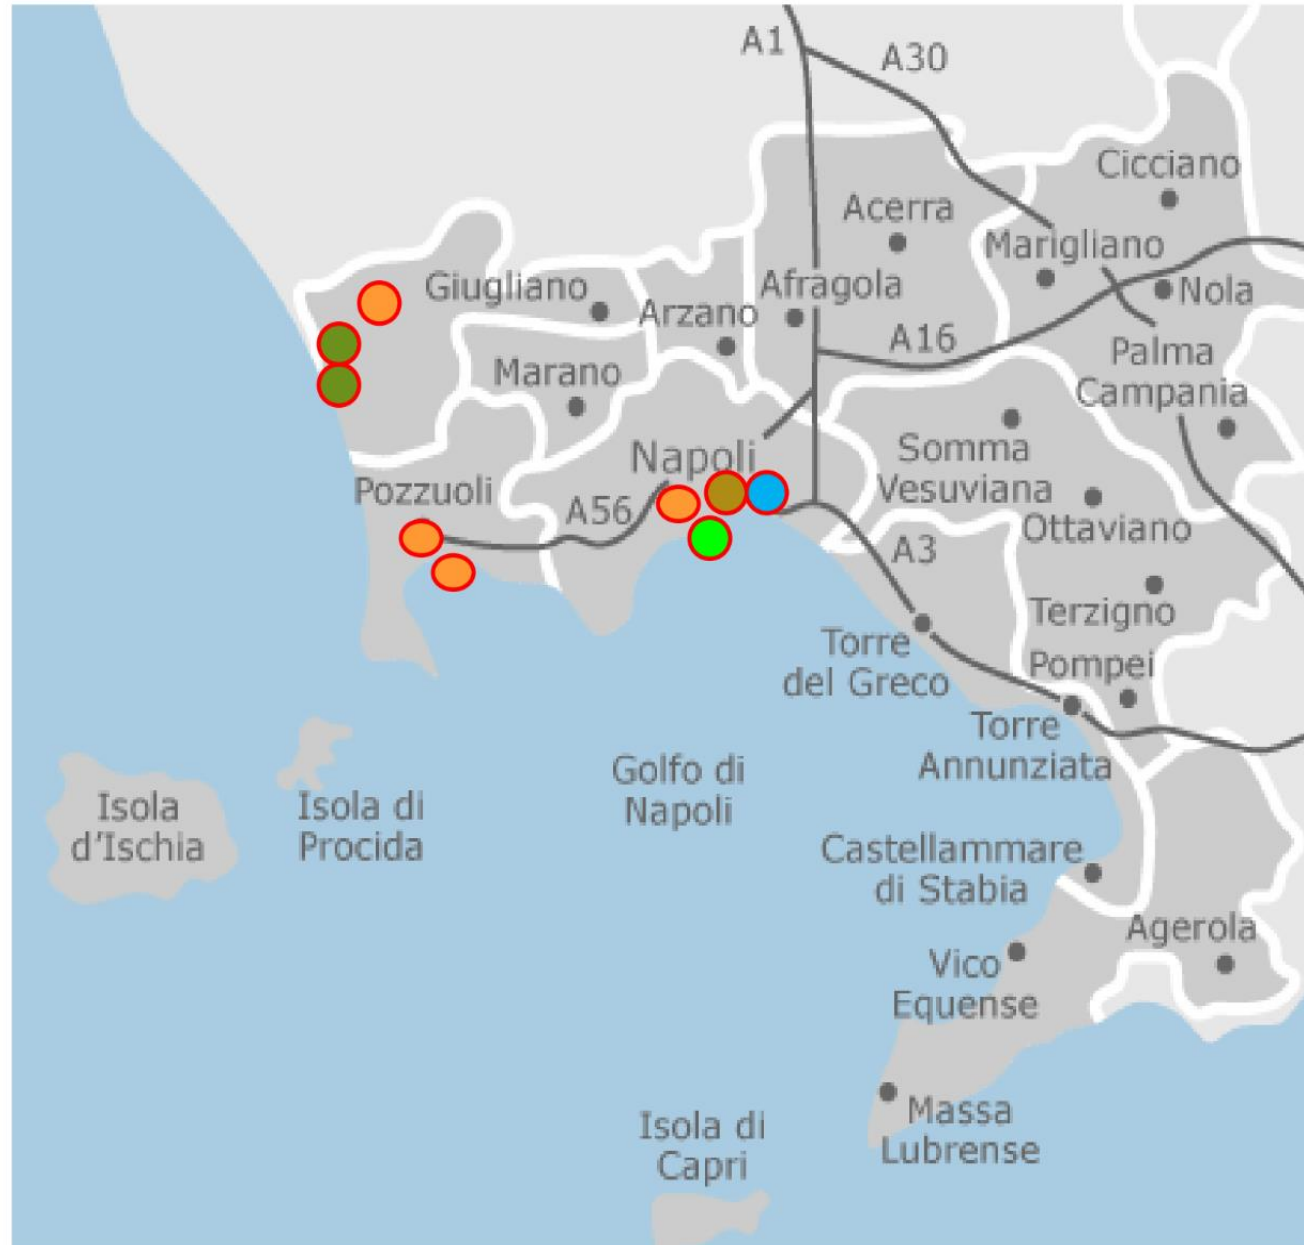 A1
A30
Cicciano
Acerra
Marigliano
Giugliano
Afragola
Nola
Arzano
A16
Palma
Campania
Marano
Napoli
Somma
Vesuviana
Pozzuoli
A56
Ottaviano
A3
Terzigno
Torre
del Greco
Pompei
Torre
Annunziata
Golfo di
Napoli
Isola
d'Ischia
Isola di
Procida
Castellammare
di Stabia
Agerola
Vico
Equense
Massa
Lubrense
Isola di
Capri